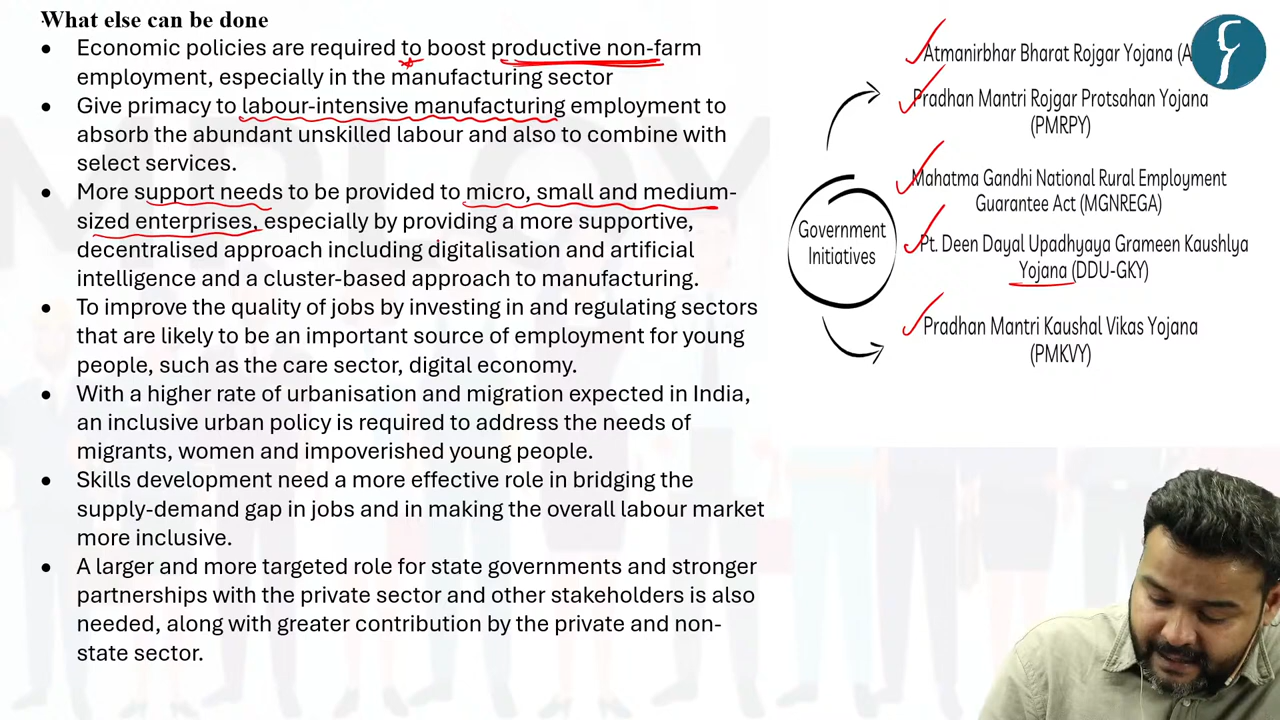 What else can be done
• Economic policies are required to boost productive non-farm
employment, especially in the manufacturing sector
• Give primacy to labour-intensive manufacturing employment to
absorb the abundant unskilled labour and also to combine with
select services.
• More support needs to be provided to micro, small and medium-
sized enterprises, especially by providing a more supportive,
decentralised approach including digitalisation and artificial
intelligence and a cluster-based approach to manufacturing.
• To improve the quality of jobs by investing in and regulating sectors
that are likely to be an important source of employment for young
people, such as the care sector, digital economy.
• With a higher rate of urbanisation and migration expected in India,
an inclusive urban policy is required to address the needs of
migrants, women and impoverished young people.
• Skills development need a more effective role in bridging the
supply-demand gap in jobs and in making the overall labour market
more inclusive.
• A larger and more targeted role for state governments and stronger
partnerships with the private sector and other stakeholders is also
needed, along with greater contribution by the private and non-
state sector.
Government
Initiatives
Atmanirbhar Bharat Rojgar Yojana (A
Pradhan Mantri Rojgar Protsahan Yojana
(PMRPY)
Mahatma Gandhi National Rural Employment
Guarantee Act (MGNREGA)
Pt. Deen Dayal Upadhyaya Grameen Kaushlya
Yojana (DDU-GKY)
Pradhan Mantri Kaushal Vikas Yojana
(PMKVY)